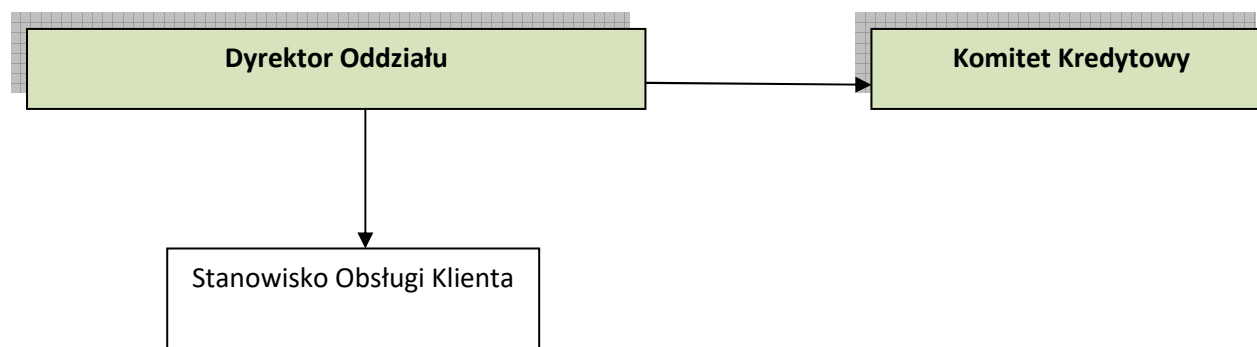 Dyrektor Oddziału
Komitet Kredytowy
Stanowisko Obsługi Klienta